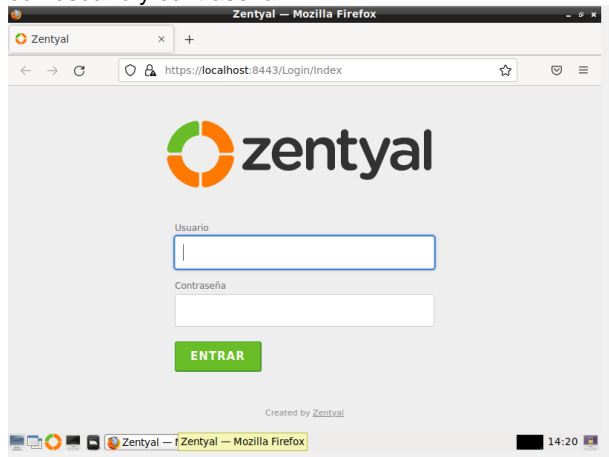 Zentyal — Mozilla Firefox
Zentyal × +
https://localhost:8443/Login/Index
zentyal
Usuario
Contraseña
ENTRAR
Created by Zentyal
Zentyal — Zentyal — Mozilla Firefox 14:20